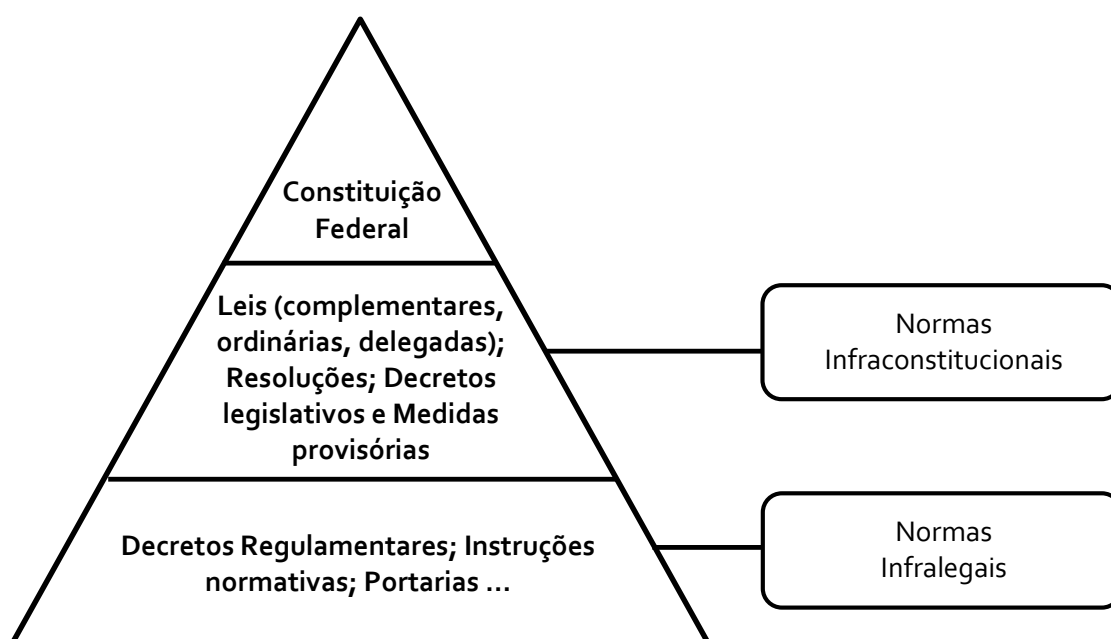 Constituição
Federal
Leis (complementares,
ordinárias, delegadas);
Resoluções; Decretos
legislativos e Medidas
provisórias
Normas
Infraconstitucionais
Decretos Regulamentares; Instruções
normativas; Portarias ...
Normas
Infralegais